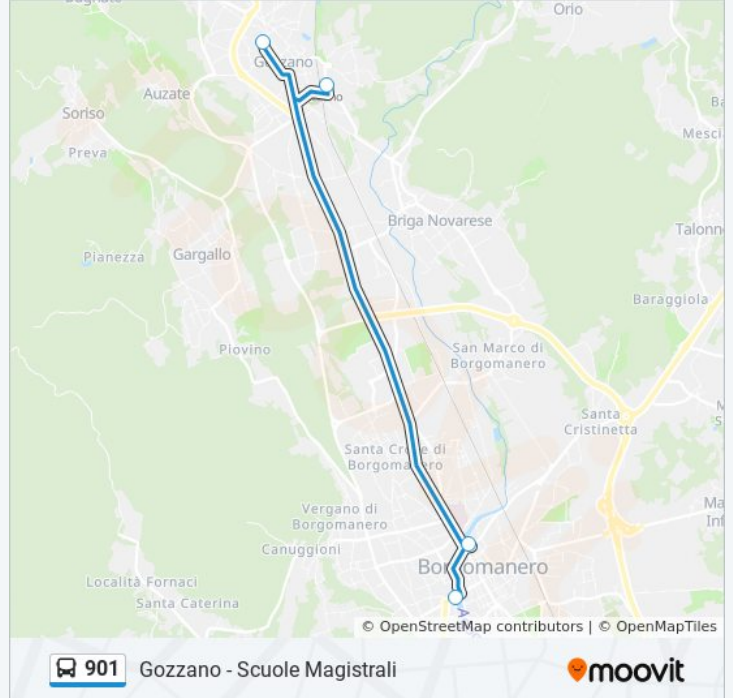 Orio
Gozzano
Auzate
Soriso
Preva
Mesci
Briga Novarese
Talonn
Pianezza
Gargallo
Baraggiola
Piovino
San Marco di
Borgomanero
Santa
Cristinetta
Santa Croce di
Borgomanero
Vergano di
Borgomanero
Ma
Inf
Canuggioni
Borgomanero
Località Fornaci
Santa Caterina
© OpenStreetMap contributors | © OpenMapTiles
901 Gozzano - Scuole Magistrali
moovit